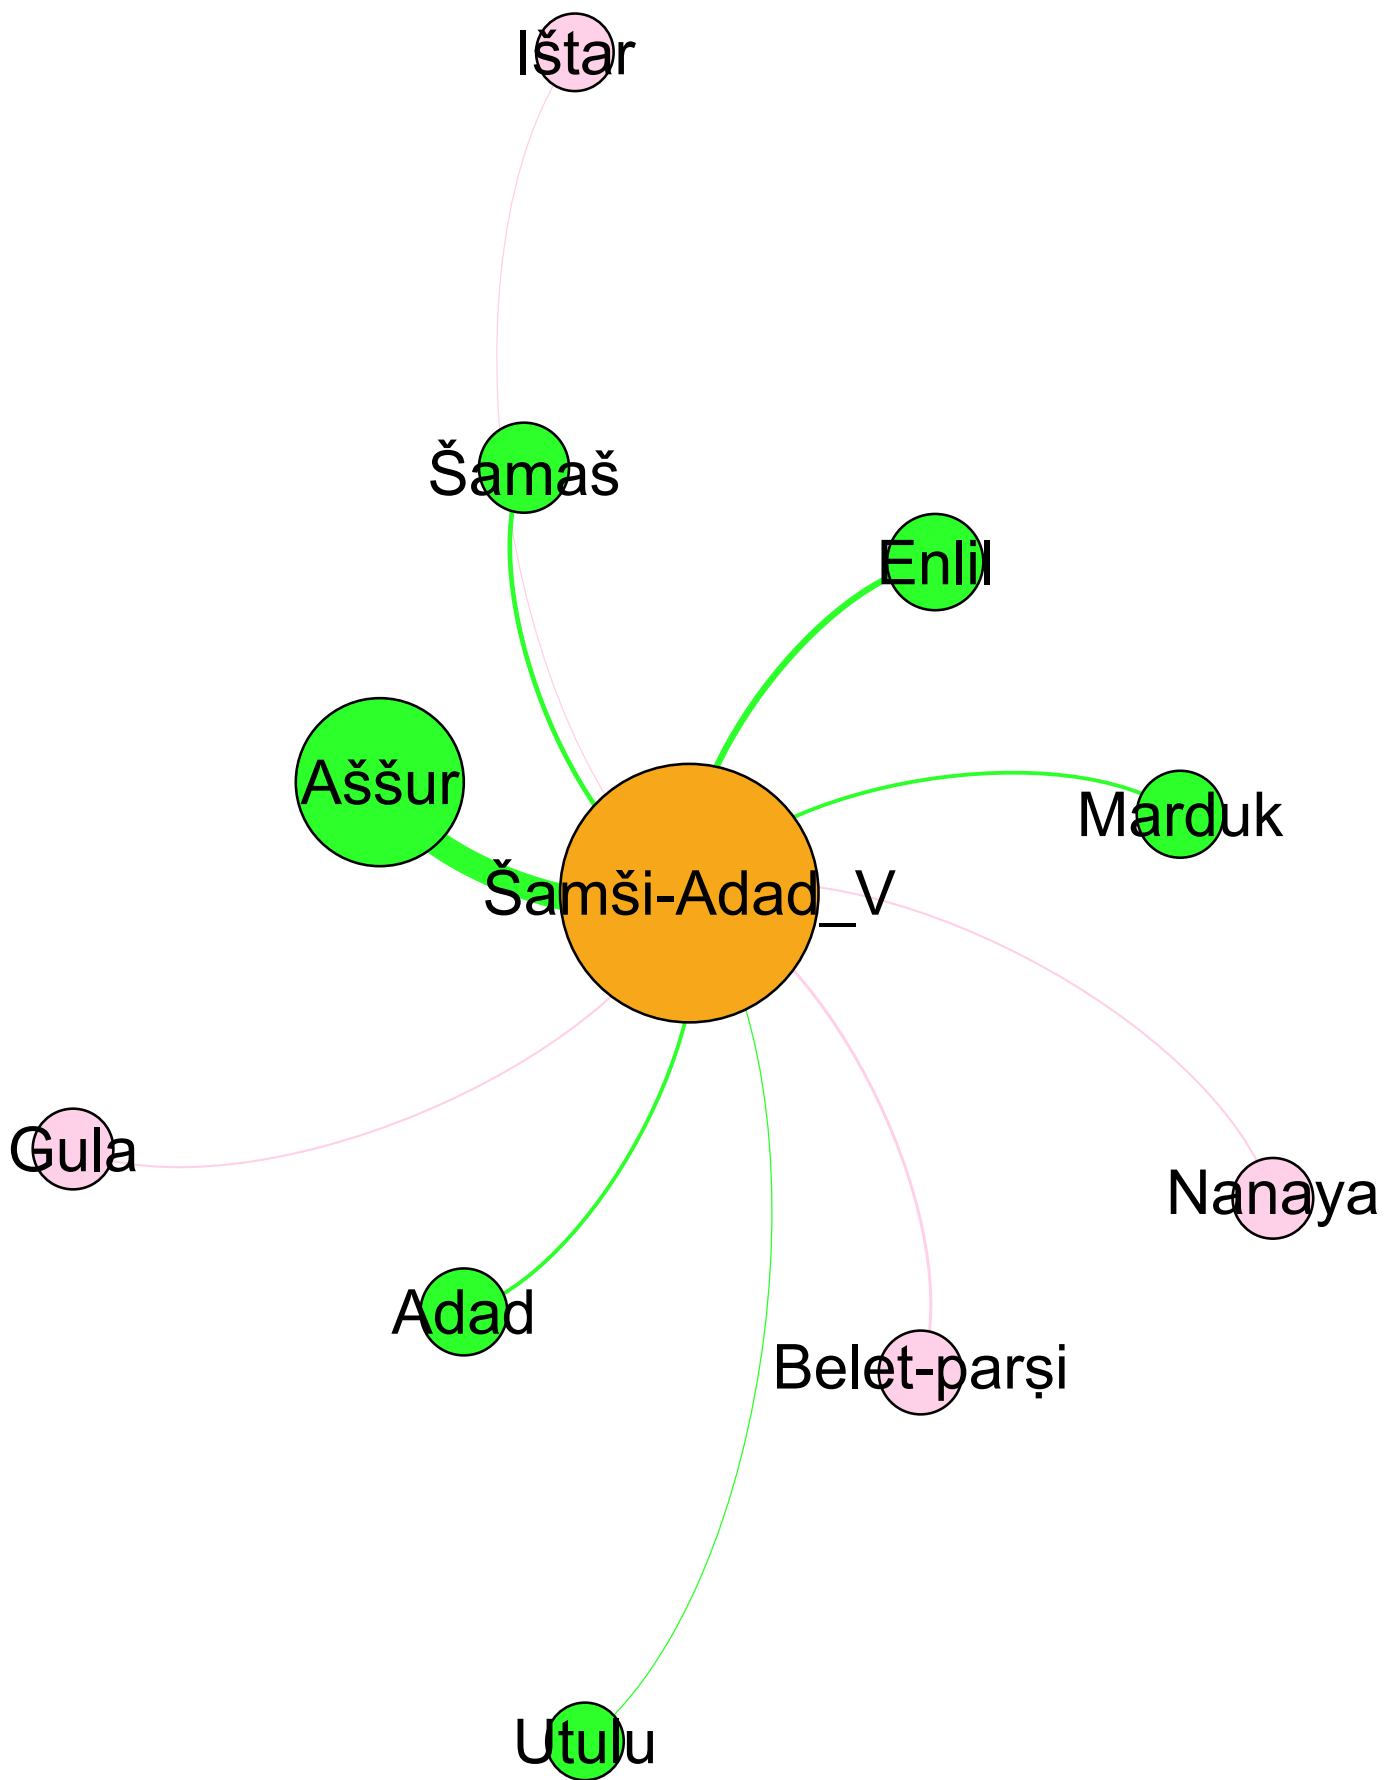 Ištar
Šamaš
Enlil
Aššur
Marduk
Šamši-Adad_V
Gula
Nanaya
Adad
Belet-parṣi
Utulu